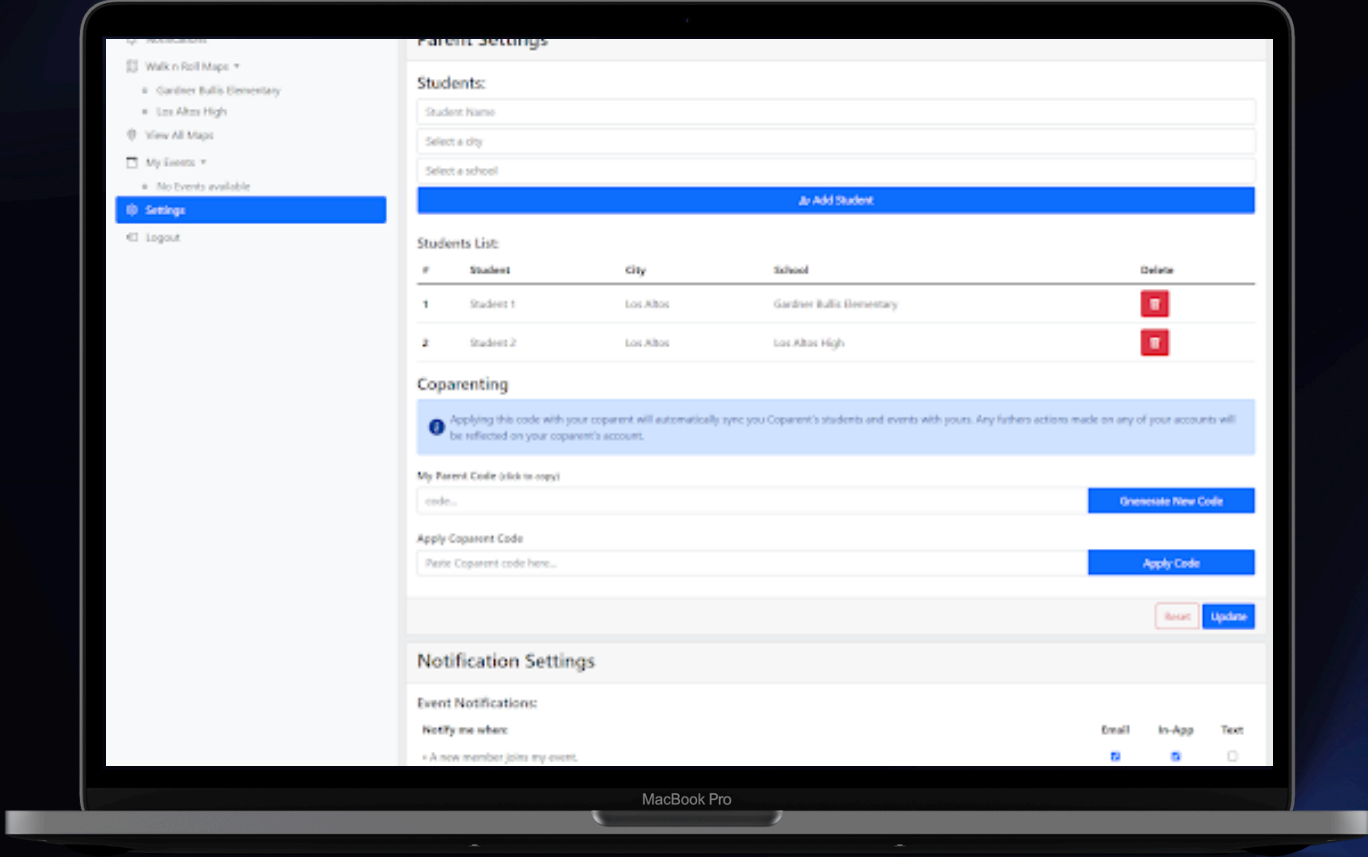 Notifications
Walk n Roll Maps
Gardner Bullis Elementary
Los Altos High
View All Maps
My Events
No Events available
Settings
Logout
Parent Settings
Students:
Student Name
Select a city
Select a school
Add Student
Students List:
# Student City School Delete
1 Student 1 Los Altos Gardner Bullis Elementary
2 Student 2 Los Altos Los Altos High
Coparenting
Applying this code with your coparent will automatically sync you Coparent's students and events with yours. Any futhers actions made on any of your accounts will
be reflected on your coparent's account.
My Parent Code (click to copy)
code...
Gnenerate New Code
Apply Coparent Code
Paste Coparent code here...
Apply Code
Reset Update
Notification Settings
Event Notifications:
Notify me when: Email In-App Text
• A new member joins my event.
MacBook Pro